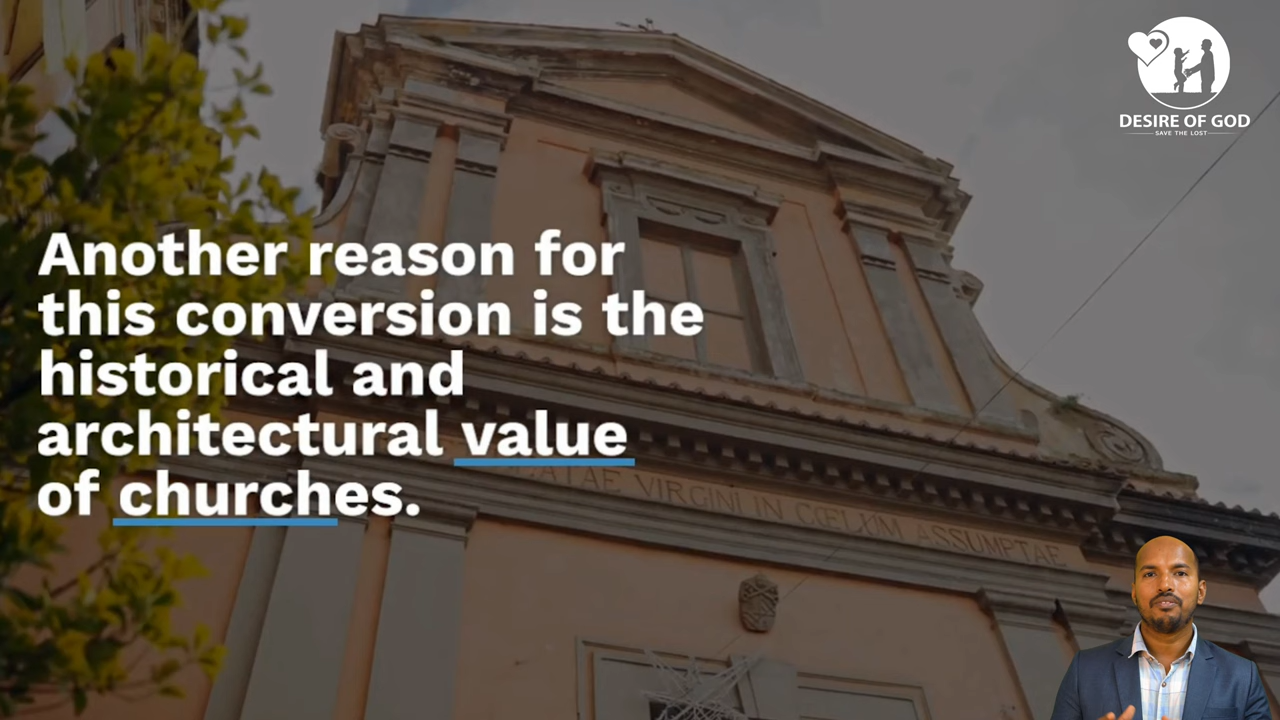 DESIRE OF GOD
SAVE THE LOST
Another reason for
this conversion is the
historical and
architectural value
of churches.
VIRGINI IN CŒLUM ASSUMPTAE